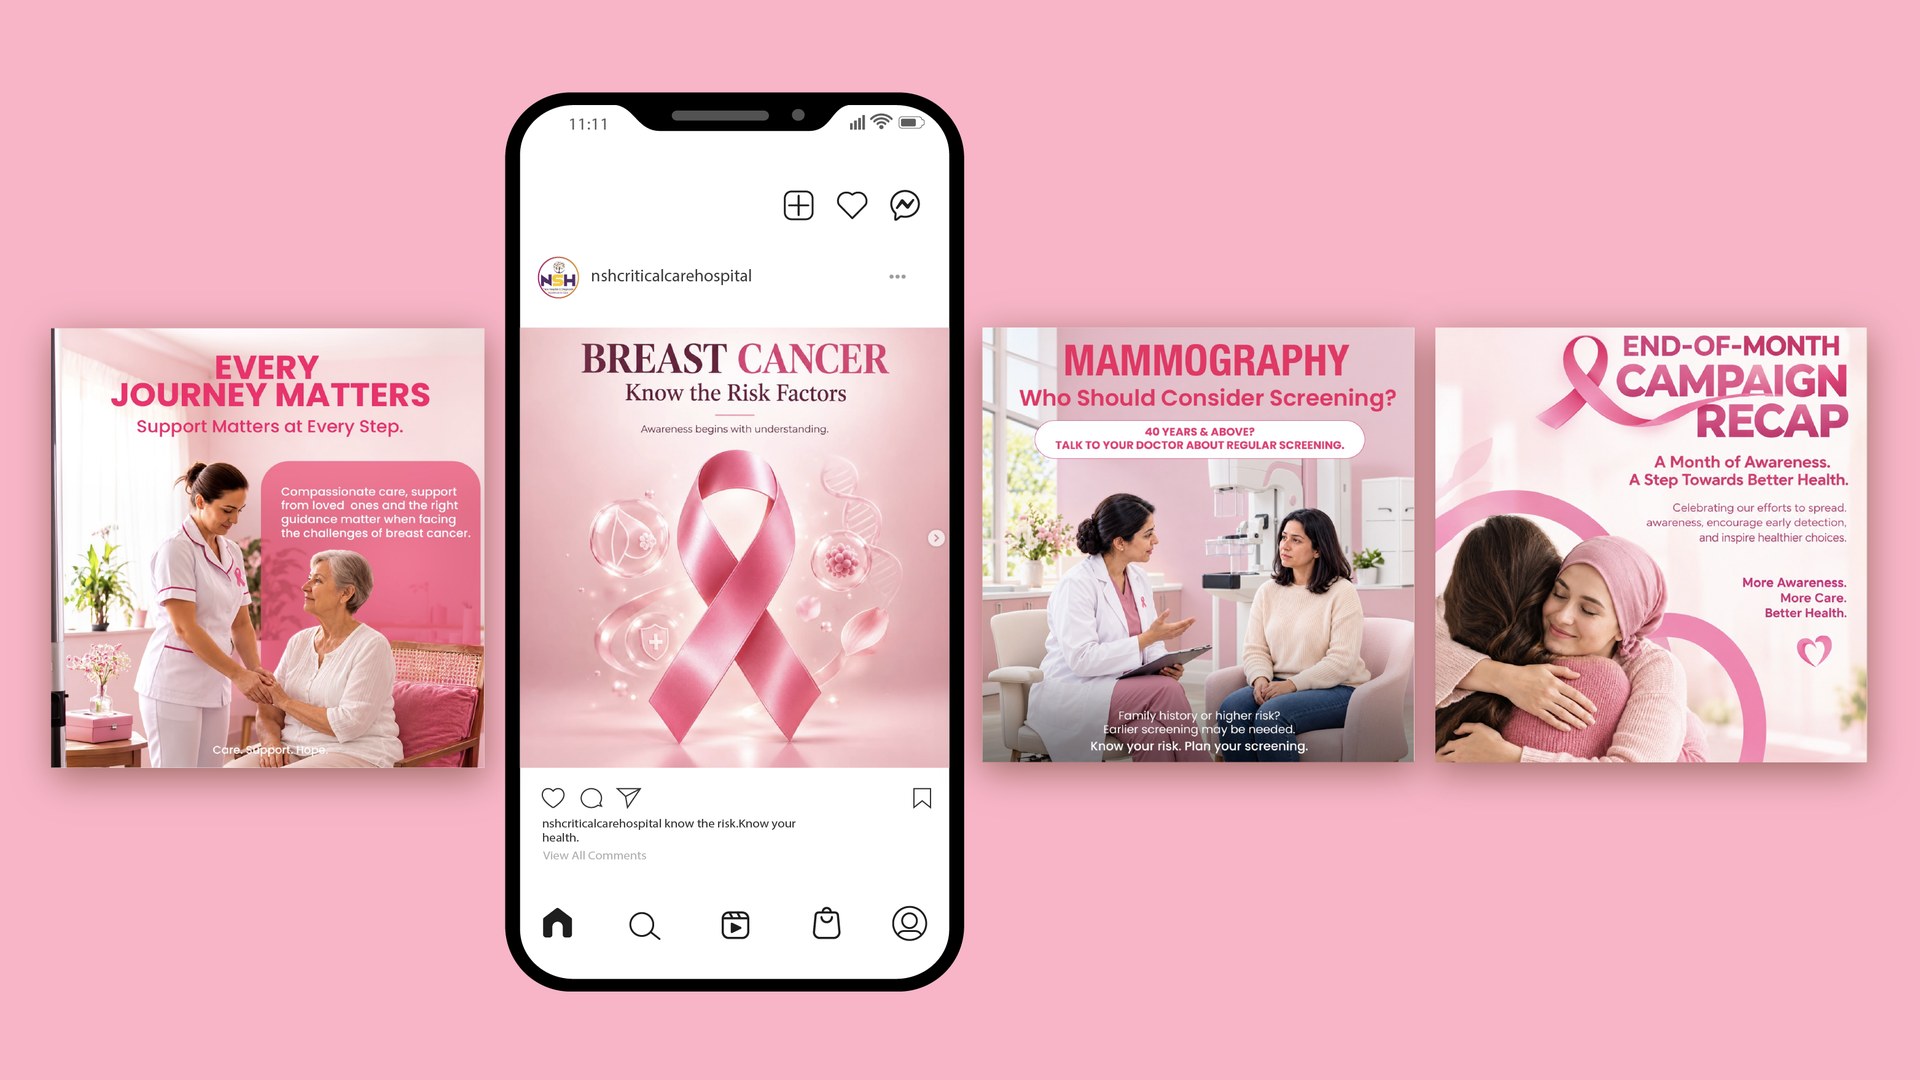 EVERY
JOURNEY MATTERS
Support Matters at Every Step.
Compassionate care, support
from loved ones and the right
guidance matter when facing
the challenges of breast cancer.
Care. Support. Hope.
11:11
NSH
nshcriticalcarehospital
BREAST CANCER
Know the Risk Factors
Awareness begins with understanding.
nshcriticalcarehospital know the risk.Know your
health.
View All Comments
MAMMOGRAPHY
Who Should Consider Screening?
40 YEARS & ABOVE?
TALK TO YOUR DOCTOR ABOUT REGULAR SCREENING.
Family history or higher risk?
Earlier screening may be needed.
Know your risk. Plan your screening.
END-OF-MONTH
CAMPAIGN
RECAP
A Month of Awareness.
A Step Towards Better Health.
Celebrating our efforts to spread.
awareness, encourage early detection,
and inspire healthier choices.
More Awareness.
More Care.
Better Health.